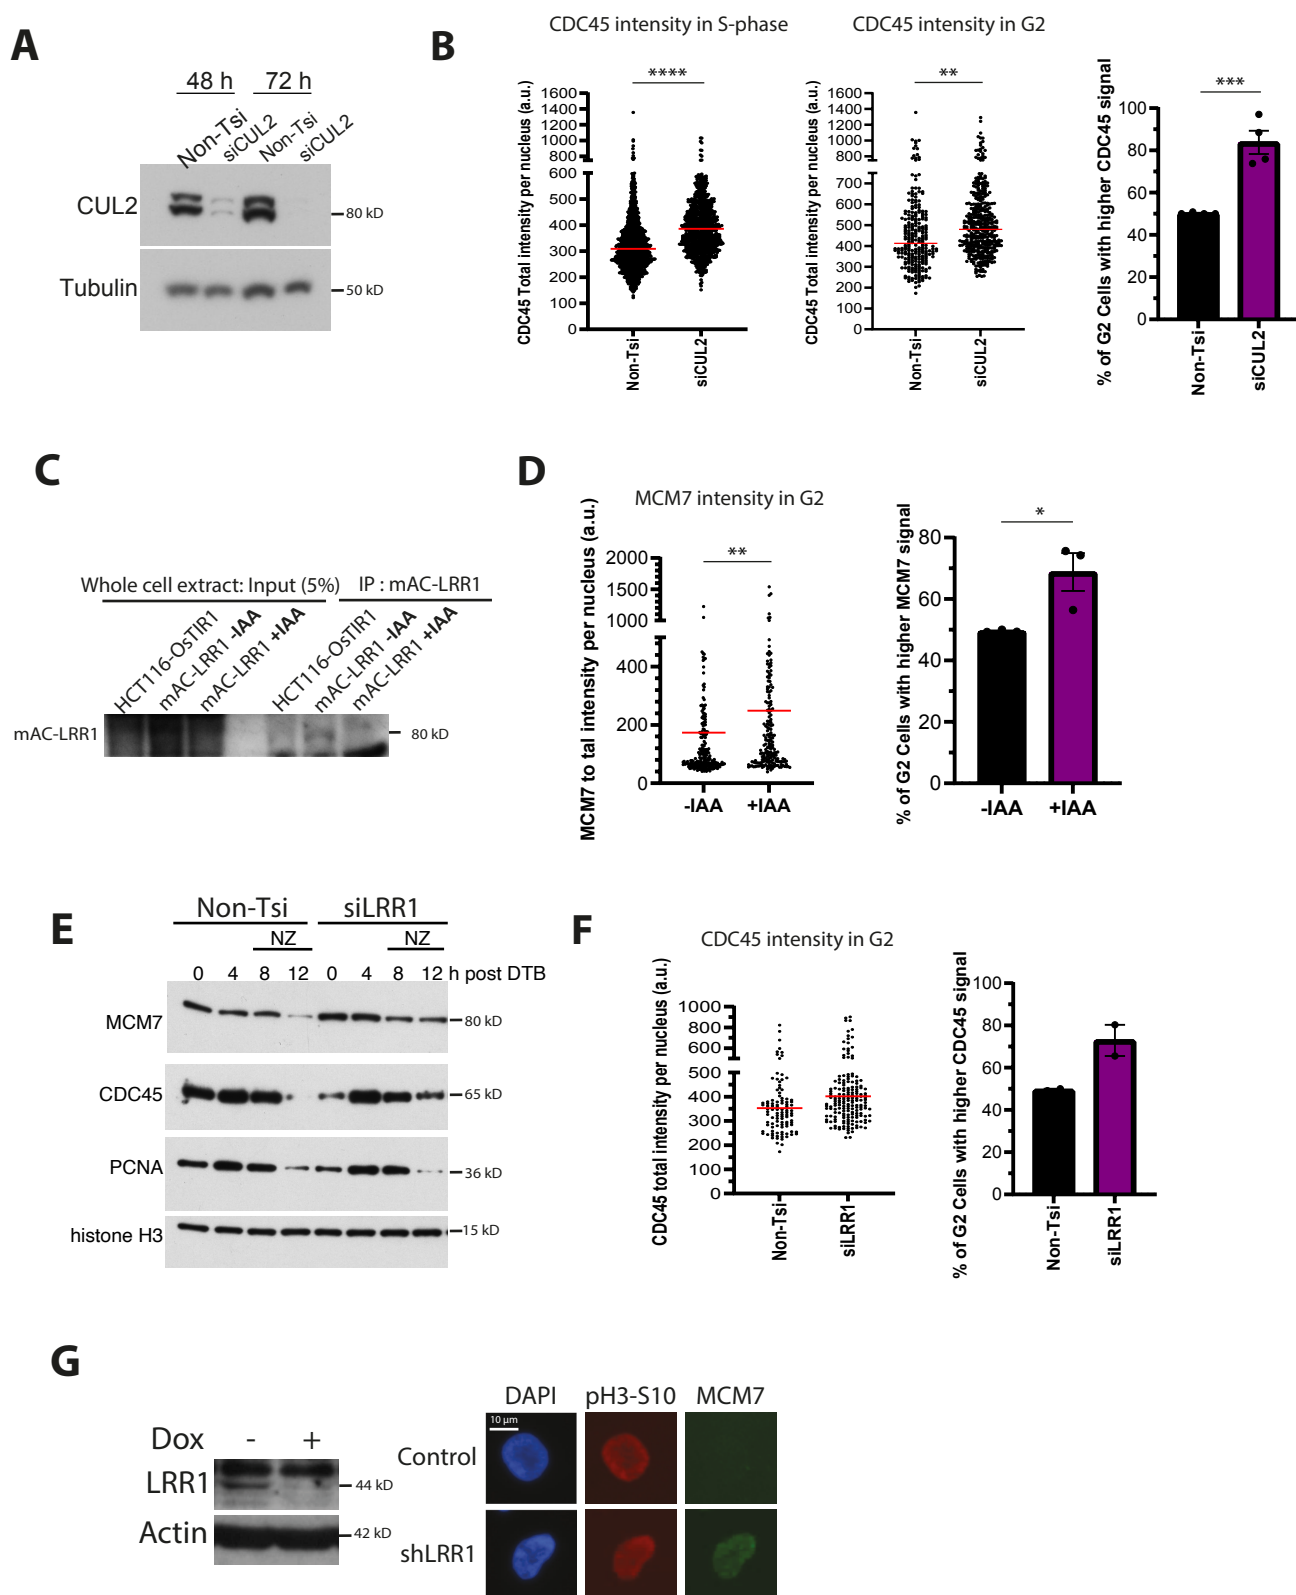 A
48 h 72 h
Non-Tsi siCUL2 Non-Tsi siCUL2
CUL2
80 kD
Tubulin
50 kD
B
CDC45 intensity in S-phase
****
CDC45 Total intensity per nucleus (a.u.)
1600
1400
1200
1000
800
600
500
400
300
200
100
0
Non-Tsi siCUL2
CDC45 intensity in G2
**
CDC45 Total intensity per nucleus (a.u.)
1600
1400
1200
1000
800
700
600
500
400
300
200
100
0
Non-Tsi siCUL2
***
% of G2 Cells with higher CDC45 signal
100
80
60
40
20
0
Non-Tsi siCUL2
C
Whole cell extract: Input (5%) IP : mAC-LRR1
HCT116-OsTIR1 mAC-LRR1 -IAA mAC-LRR1 +IAA HCT116-OsTIR1 mAC-LRR1 -IAA mAC-LRR1 +IAA
mAC-LRR1
80 kD
D
MCM7 intensity in G2
**
MCM7 to tal intensity per nucleus (a.u.)
2000
1500
1000
400
200
0
-IAA +IAA
*
% of G2 Cells with higher MCM7 signal
80
60
40
20
0
-IAA +IAA
E
Non-Tsi siLRR1
NZ NZ
0 4 8 12 0 4 8 12 h post DTB
MCM7
80 kD
CDC45
65 kD
PCNA
36 kD
histone H3
15 kD
F
CDC45 intensity in G2
CDC45 total intensity per nucleus (a.u.)
1000
800
600
500
400
300
200
100
0
Non-Tsi siLRR1
% of G2 Cells with higher CDC45 signal
100
80
60
40
20
0
Non-Tsi siLRR1
G
Dox - +
LRR1
44 kD
Actin
42 kD
DAPI pH3-S10 MCM7
10 μm
Control
shLRR1